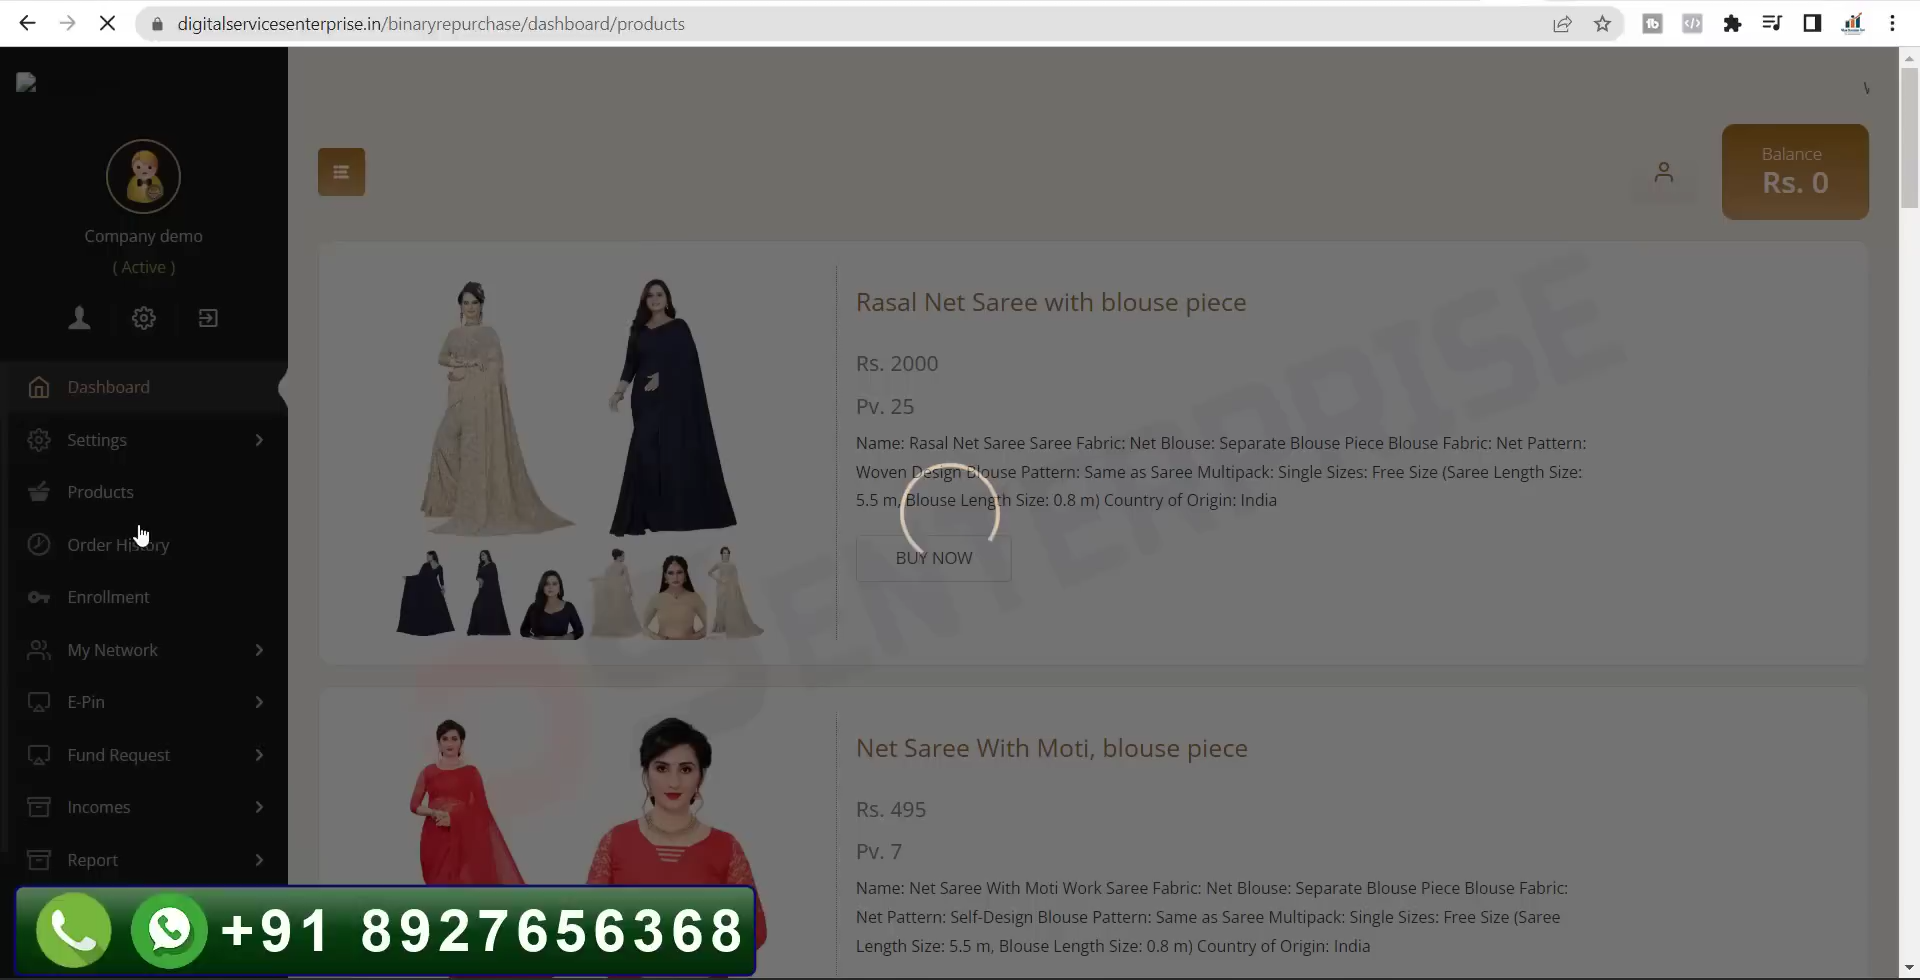 digitalservicesenterprise.in/binaryrepurchase/dashboard/products
Company demo
( Active )
Dashboard
Settings
Products
Order History
Enrollment
My Network
E-Pin
Fund Request
Incomes
Report
Balance
Rs. 0
Rasal Net Saree with blouse piece
Rs. 2000
Pv. 25
Name: Rasal Net Saree Saree Fabric: Net Blouse: Separate Blouse Piece Blouse Fabric: Net Pattern:
Woven Design Blouse Pattern: Same as Saree Multipack: Single Sizes: Free Size (Saree Length Size:
5.5 m, Blouse Length Size: 0.8 m) Country of Origin: India
BUY NOW
Net Saree With Moti, blouse piece
Rs. 495
Pv. 7
Name: Net Saree With Moti Work Saree Fabric: Net Blouse: Separate Blouse Piece Blouse Fabric:
Net Pattern: Self-Design Blouse Pattern: Same as Saree Multipack: Single Sizes: Free Size (Saree
Length Size: 5.5 m, Blouse Length Size: 0.8 m) Country of Origin: India
SENTERPRISE
+91 8927656368